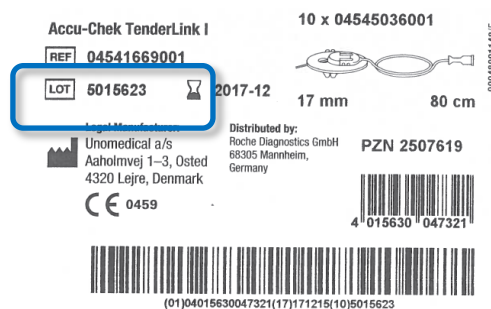 Accu-Chek TenderLink I
REF 04541669001
LOT 5015623 2017-12
10 x 04545036001
17 mm 80 cm
Legal Manufacturer:
Unomedical a/s
Aaholmvej 1–3, Osted
4320 Lejre, Denmark
CE 0459
Distributed by:
Roche Diagnostics GmbH
68305 Mannheim,
Germany
PZN 2507619
4 015630 047321
(01)04015630047321(17)171215(10)5015623